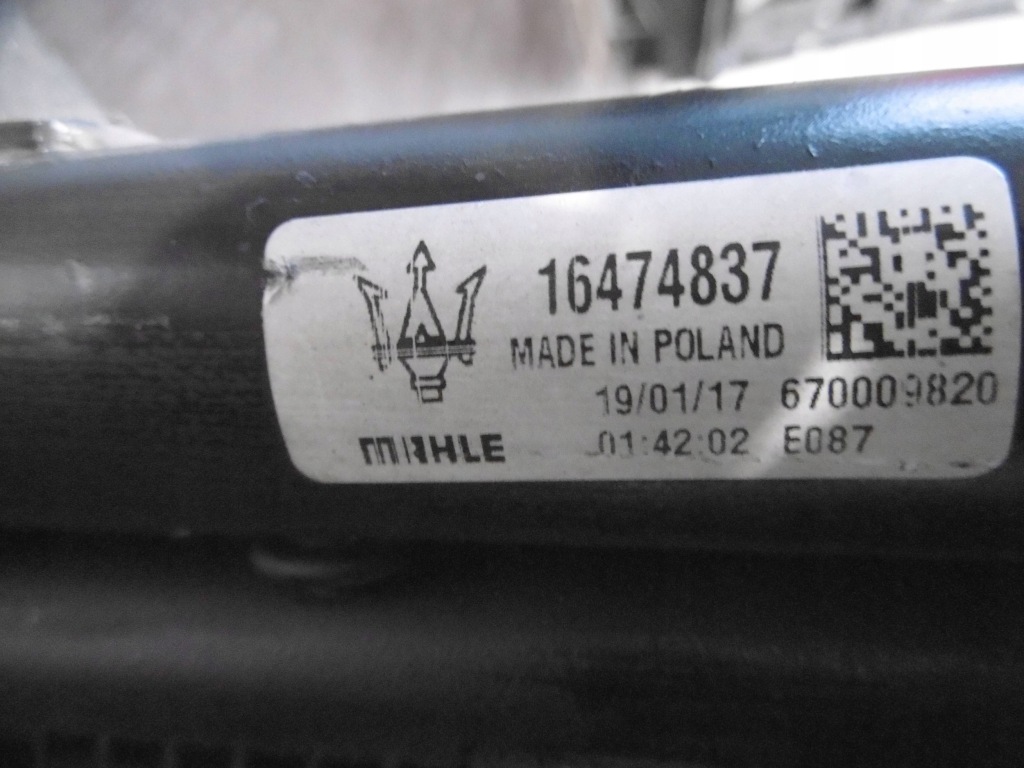 16474837
MADE IN POLAND
19/01/17 670009820
MAHLE 01:42:02 E087